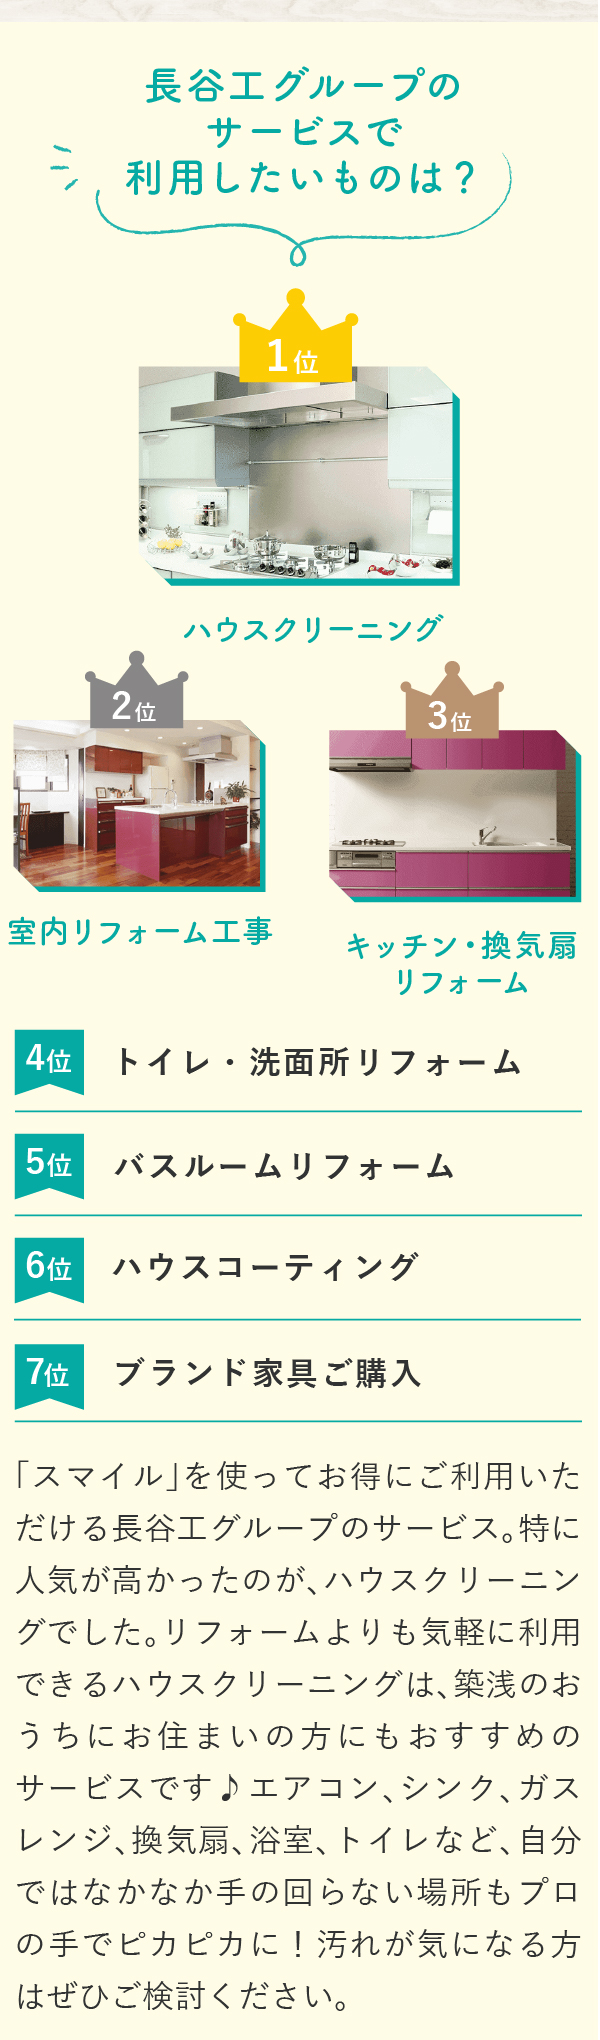 長谷工グループの
サービスで
利用したいものは？
1位
ハウスクリーニング
2位
室内リフォーム工事
3位
キッチン・換気扇
リフォーム
4位 トイレ・洗面所リフォーム
5位 バスルームリフォーム
6位 ハウスコーティング
7位 ブランド家具ご購入
「スマイル」を使ってお得にご利用いた
だける長谷工グループのサービス。特に
人気が高かったのが、ハウスクリーニン
グでした。リフォームよりも気軽に利用
できるハウスクリーニングは、築浅のお
うちにお住まいの方にもおすすめの
サービスです♪エアコン、シンク、ガス
レンジ、換気扇、浴室、トイレなど、自分
ではなかなか手の回らない場所もプロ
の手でピカピカに！汚れが気になる方
はぜひご検討ください。